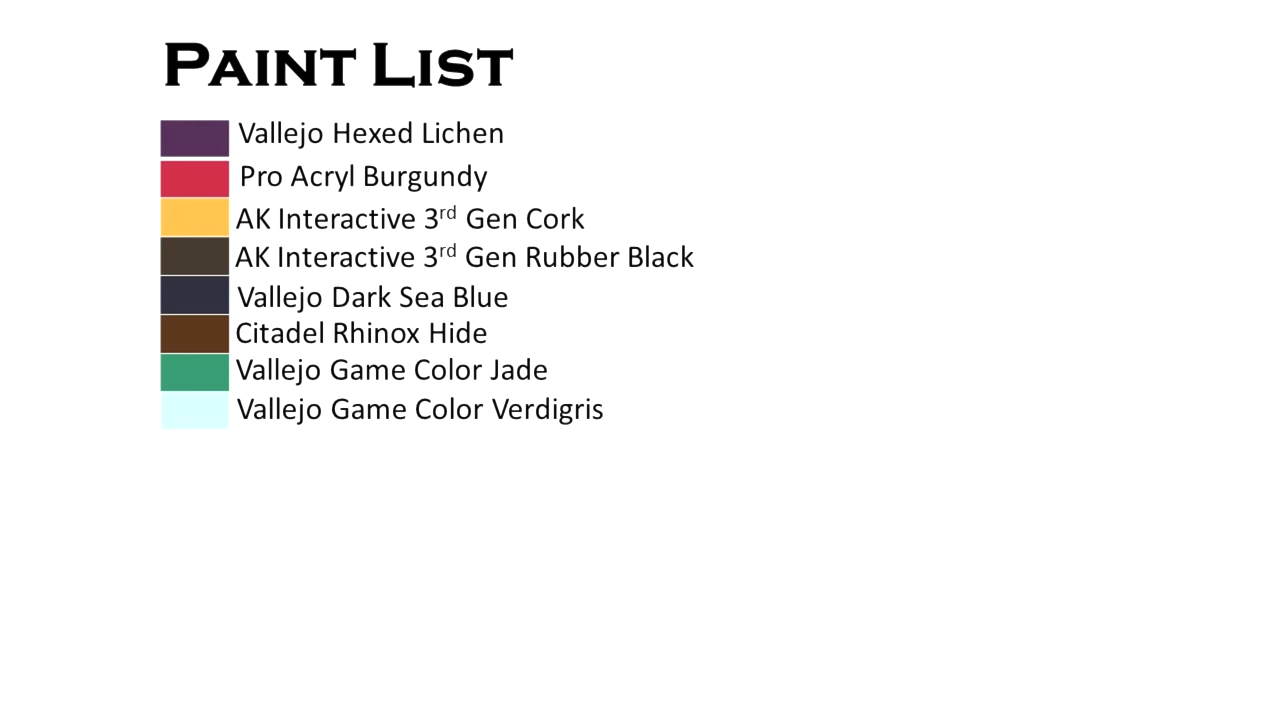 Paint List
Vallejo Hexed Lichen
Pro Acryl Burgundy
AK Interactive 3rd Gen Cork
AK Interactive 3rd Gen Rubber Black
Vallejo Dark Sea Blue
Citadel Rhinox Hide
Vallejo Game Color Jade
Vallejo Game Color Verdigris